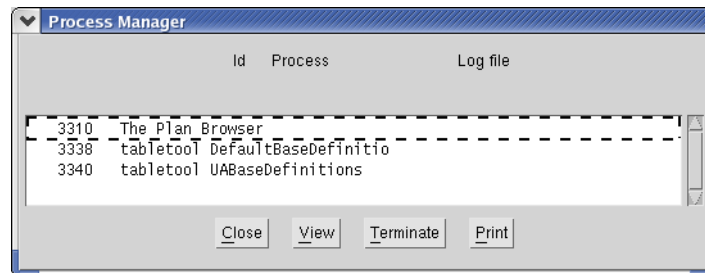 Process Manager
Id Process Log file
3310 The Plan Browser
3338 tabletool DefaultBaseDefinitio
3340 tabletool UABaseDefinitions
Close View Terminate Print